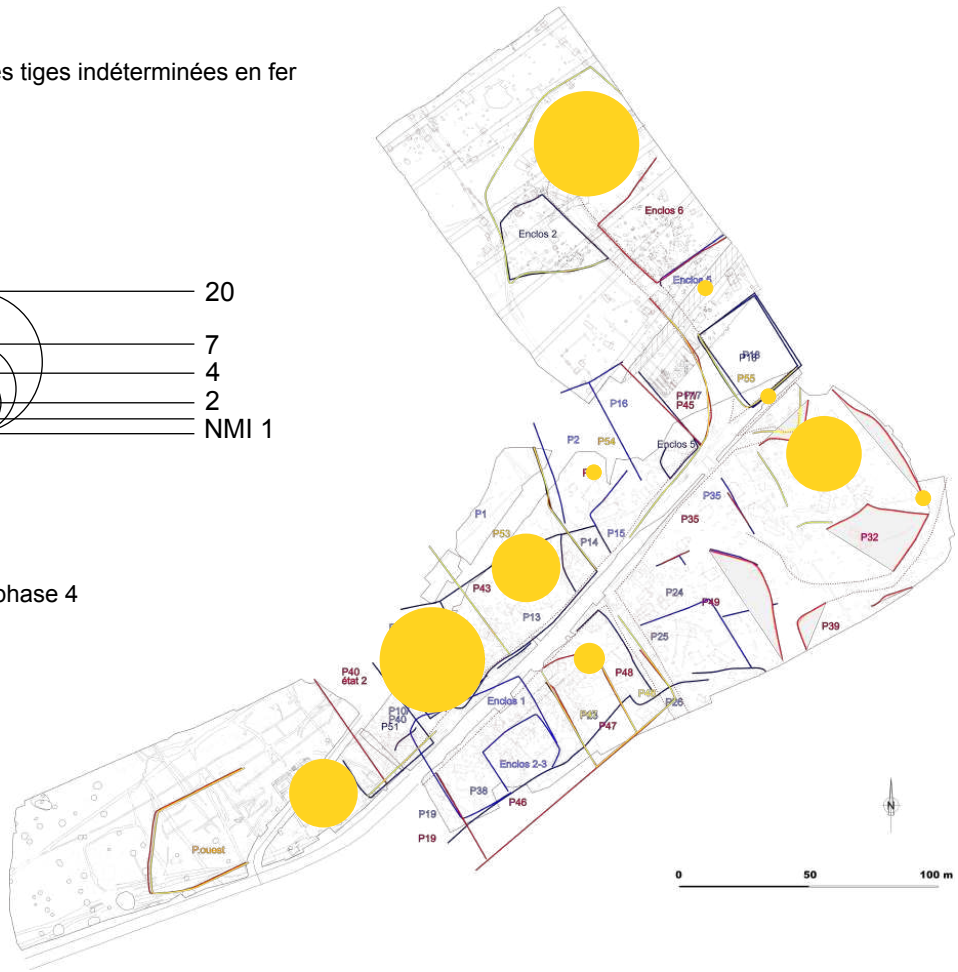 es tiges indéterminées en fer
20
7
4
2
NMI 1
phase 4
Enclos 2
Enclos 6
Enclos 5
P18
P55
P16
P45
P2
P54
Enclos 5
P1
P53
P14
P15
P35
P35
P32
P43
P13
P24
P49
P25
P39
P40
état 2
P48
P26
P10
P40
P51
Enclos 1
P23
P47
Enclos 2-3
P38
P46
P19
P19
P.ouest
N
0
50
100 m